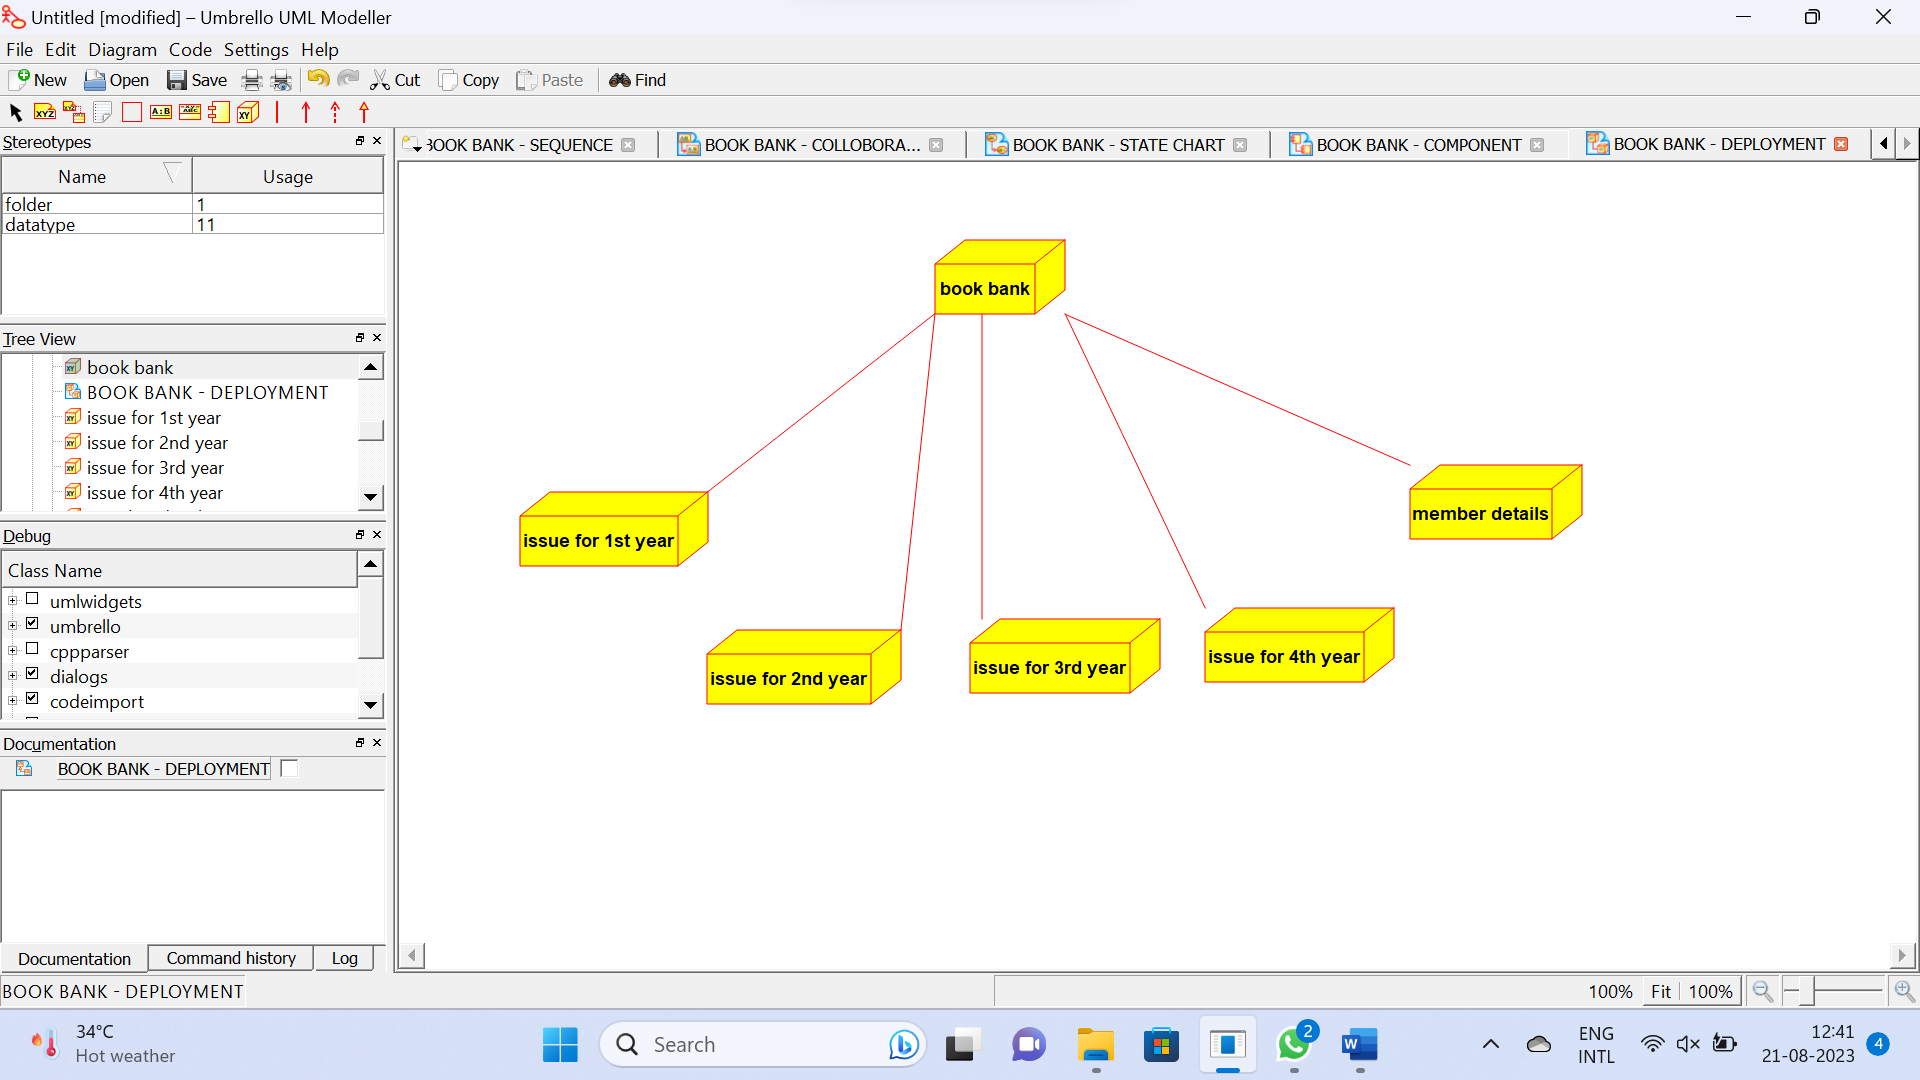 Untitled [modified] – Umbrello UML Modeller
File Edit Diagram Code Settings Help
New Open Save Cut Copy Paste Find
Stereotypes
Name Usage
folder 1
datatype 11
Tree View
book bank
BOOK BANK - DEPLOYMENT
issue for 1st year
issue for 2nd year
issue for 3rd year
issue for 4th year
Debug
Class Name
umlwidgets
umbrello
cppparser
dialogs
codeimport
Documentation
BOOK BANK - DEPLOYMENT
Documentation Command history Log
BOOK BANK - SEQUENCE BOOK BANK - COLLOBORA... BOOK BANK - STATE CHART BOOK BANK - COMPONENT BOOK BANK - DEPLOYMENT
book bank
issue for 1st year
member details
issue for 2nd year
issue for 3rd year
issue for 4th year
BOOK BANK - DEPLOYMENT
100% Fit 100%
34°C
Hot weather
Search
2
W
ENG
INTL
12:41
21-08-2023
4